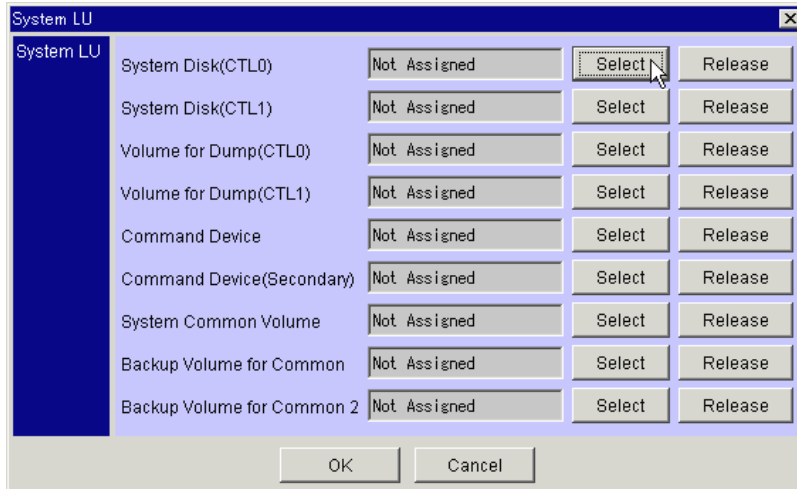 System LU
System LU
System Disk(CTL0) Not Assigned Select Release
System Disk(CTL1) Not Assigned Select Release
Volume for Dump(CTL0) Not Assigned Select Release
Volume for Dump(CTL1) Not Assigned Select Release
Command Device Not Assigned Select Release
Command Device(Secondary) Not Assigned Select Release
System Common Volume Not Assigned Select Release
Backup Volume for Common Not Assigned Select Release
Backup Volume for Common 2 Not Assigned Select Release
OK Cancel